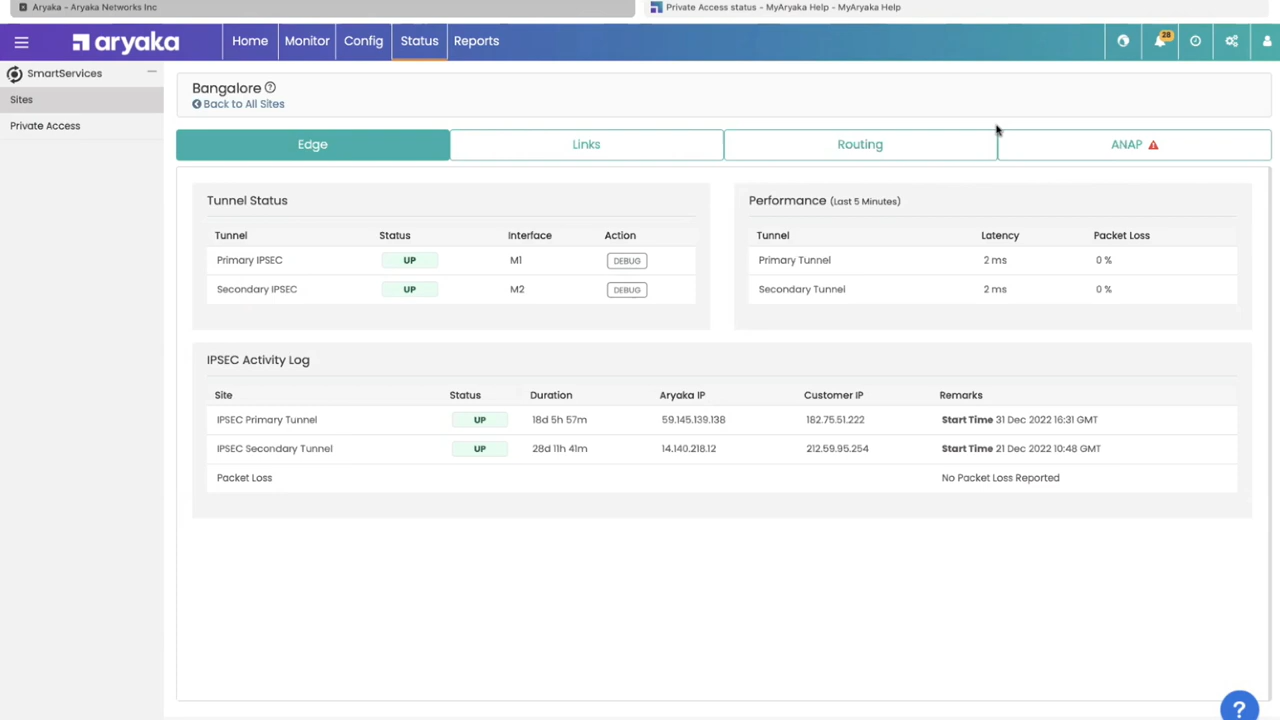 Aryaka - Aryaka Networks Inc
Private Access status - MyAryaka Help - MyAryaka Help
aryaka
Home
Monitor
Config
Status
Reports
28
SmartServices
Sites
Private Access
Bangalore
Back to All Sites
Edge
Links
Routing
ANAP
Tunnel Status
Tunnel Status Interface Action
Primary IPSEC UP M1 DEBUG
Secondary IPSEC UP M2 DEBUG
Performance (Last 5 Minutes)
Tunnel Latency Packet Loss
Primary Tunnel 2 ms 0 %
Secondary Tunnel 2 ms 0 %
IPSEC Activity Log
Site Status Duration Aryaka IP Customer IP Remarks
IPSEC Primary Tunnel UP 18d 5h 57m 59.145.139.138 182.75.51.222 Start Time 31 Dec 2022 16:31 GMT
IPSEC Secondary Tunnel UP 28d 11h 41m 14.140.218.12 212.59.95.254 Start Time 21 Dec 2022 10:48 GMT
Packet Loss No Packet Loss Reported
?